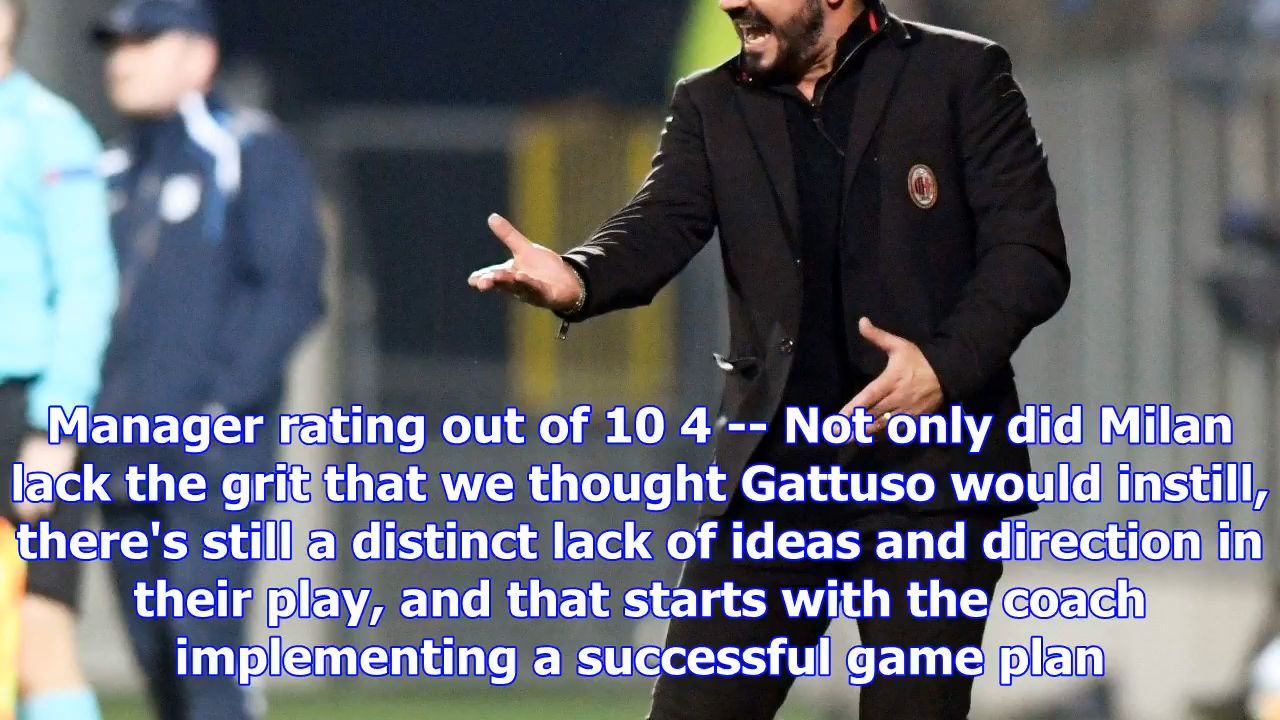 Manager rating out of 10 4 -- Not only did Milan
lack the grit that we thought Gattuso would instill,
there's still a distinct lack of ideas and direction in
their play, and that starts with the coach
implementing a successful game plan